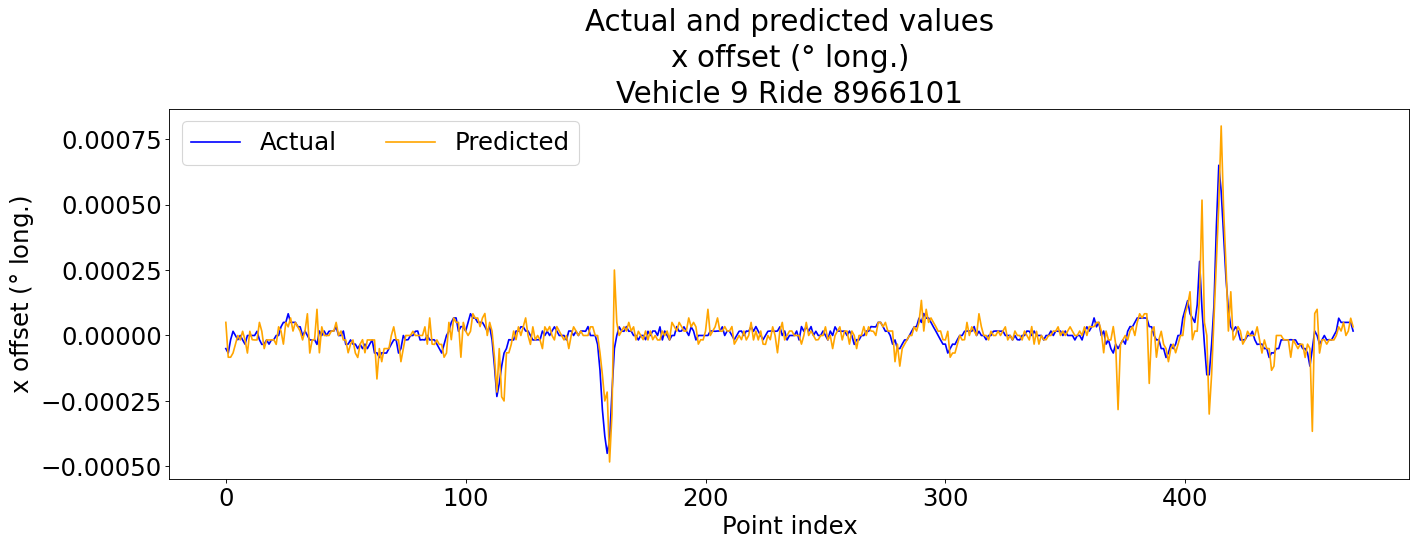 Actual and predicted values
x offset (° long.)
Vehicle 9 Ride 8966101
Actual
Predicted
0.00075
0.00050
0.00025
0.00000
−0.00025
−0.00050
x offset (° long.)
0
100
200
300
400
Point index